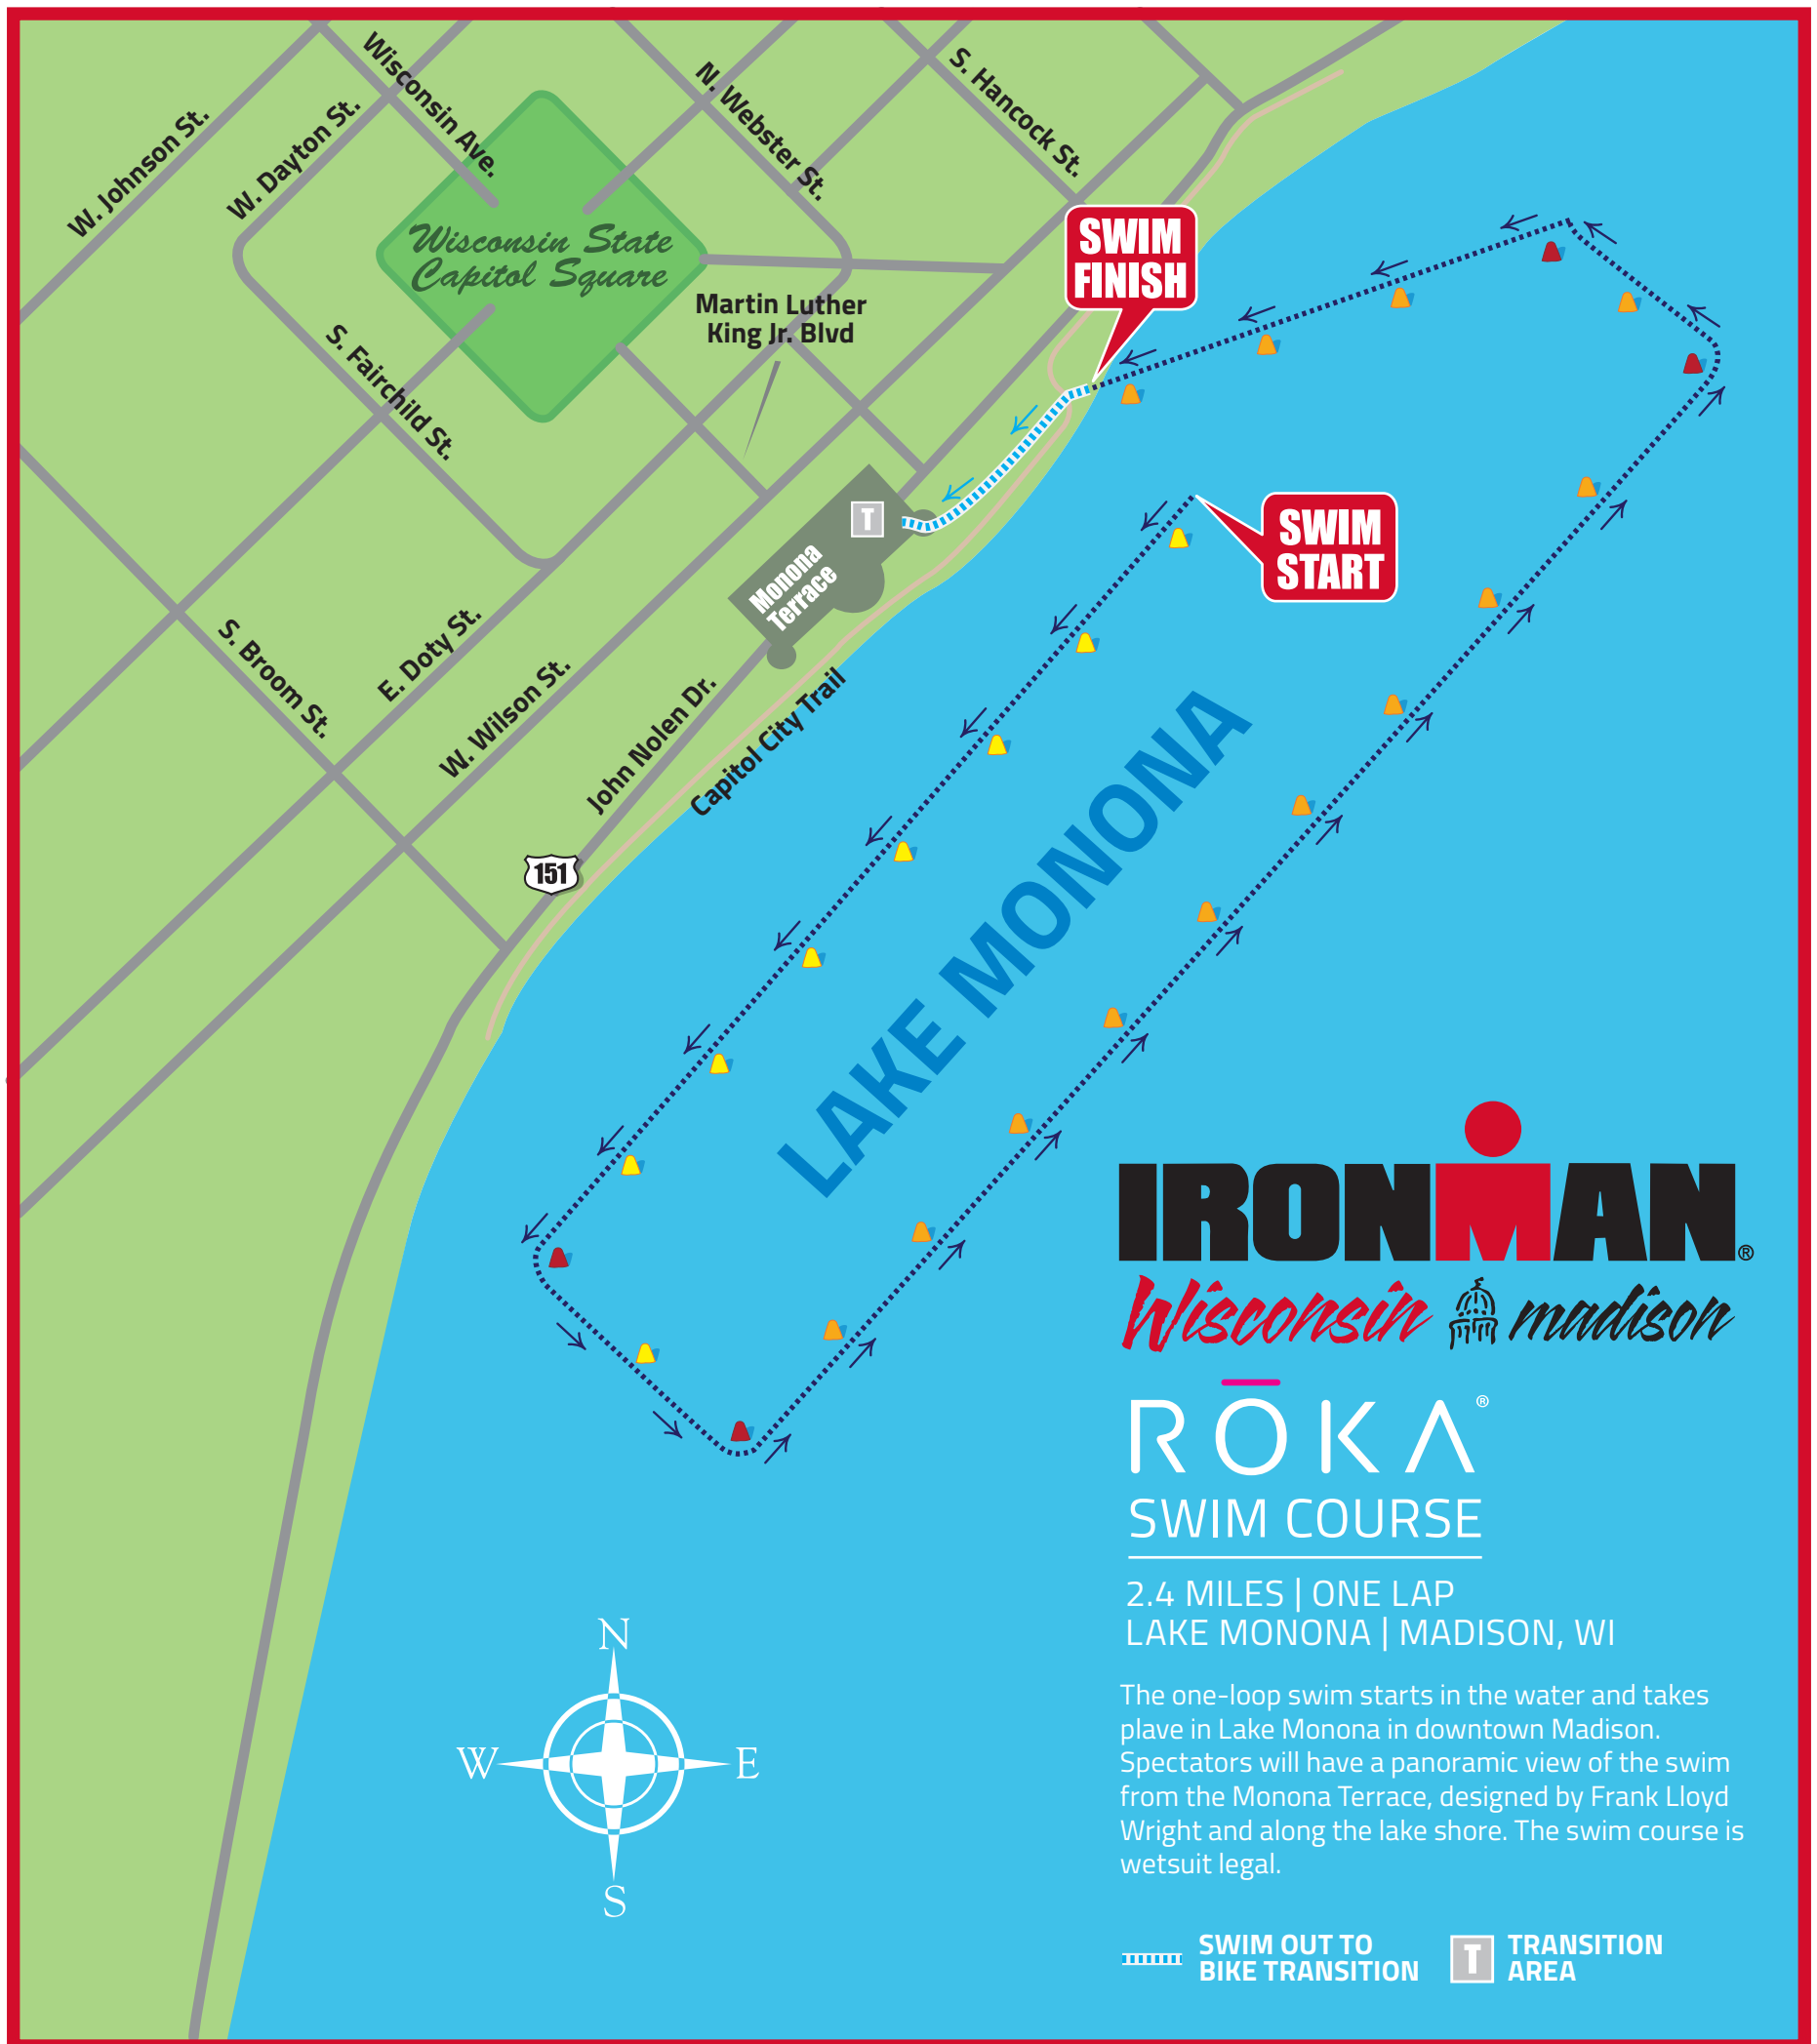 Wisconsin Ave.
W. Johnson St.
W. Dayton St.
N. Webster St.
S. Hancock St.
Wisconsin State
Capitol Square
SWIM
FINISH
Martin Luther
King Jr. Blvd
S. Fairchild St.
T
SWIM
START
Monona
Terrace
S. Broom St.
E. Doty St.
W. Wilson St.
John Nolen Dr.
Capitol City Trail
151
LAKE MONONA
IRONMAN®
Wisconsin madison
ROKA®
SWIM COURSE
2.4 MILES | ONE LAP
LAKE MONONA | MADISON, WI
The one-loop swim starts in the water and takes
plave in Lake Monona in downtown Madison.
Spectators will have a panoramic view of the swim
from the Monona Terrace, designed by Frank Lloyd
Wright and along the lake shore. The swim course is
wetsuit legal.
N
W E
S
SWIM OUT TO
BIKE TRANSITION
T
TRANSITION
AREA